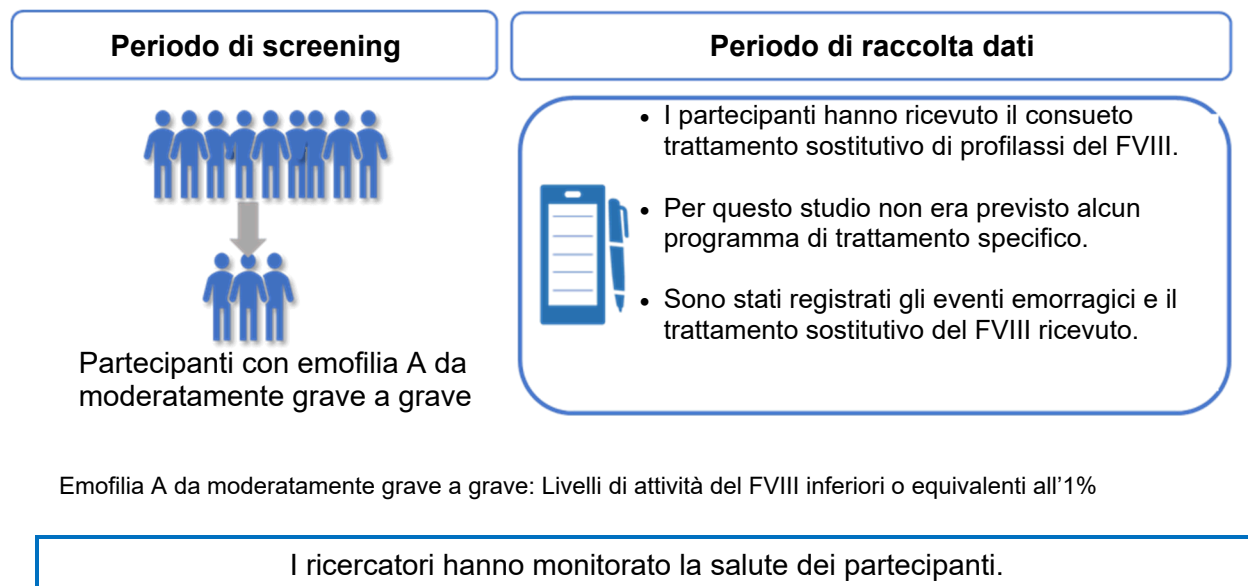 Periodo di screening
Periodo di raccolta dati
Partecipanti con emofilia A da
moderatamente grave a grave
• I partecipanti hanno ricevuto il consueto
trattamento sostitutivo di profilassi del FVIII.
• Per questo studio non era previsto alcun
programma di trattamento specifico.
• Sono stati registrati gli eventi emorragici e il
trattamento sostitutivo del FVIII ricevuto.
Emofilia A da moderatamente grave a grave: Livelli di attività del FVIII inferiori o equivalenti all’1%
I ricercatori hanno monitorato la salute dei partecipanti.